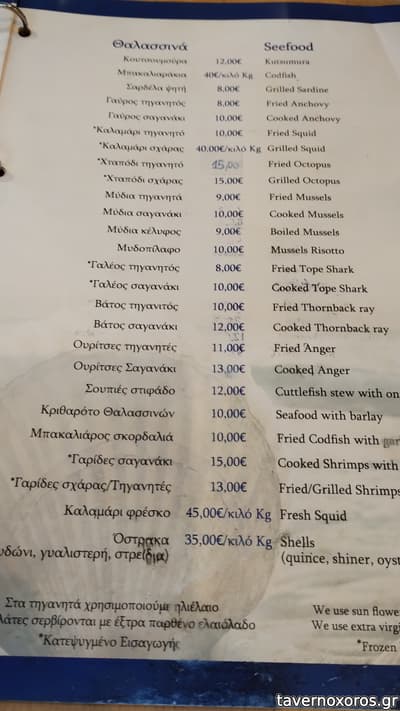 Θαλασσινά Seefood
Κουτσουμούρα 12,00€ Kutsumura
Μπακαλιαράκια 40€/κιλό Kg Codfish
Σαρδέλα ψητή 8,00€ Grilled Sardine
Γαύρος τηγανητός 8,00€ Fried Anchovy
Γαύρος σαγανάκι 10,00€ Cooked Anchovy
*Καλαμάρι τηγανητό 10,00€ Fried Squid
*Καλαμάρι σχάρας 40,00€/κιλό Kg Grilled Squid
*Χταπόδι τηγανητό 15,00 Fried Octopus
*Χταπόδι σχάρας 15,00€ Grilled Octopus
Μύδια τηγανητά 9,00€ Fried Mussels
Μύδια σαγανάκι 10,00€ Cooked Mussels
Μύδια κέλυφος 9,00€ Boiled Mussels
Μυδοπίλαφο 10,00€ Mussels Risotto
*Γαλέος τηγανητός 8,00€ Fried Tope Shark
*Γαλέος σαγανάκι 10,00€ Cooked Tope Shark
Βάτος τηγανιτός 10,00€ Fried Thornback ray
Βάτος σαγανάκι 12,00€ Cooked Thornback ray
Ουρίτσες τηγανητές 11,00€ Fried Anger
Ουρίτσες Σαγανάκι 13,00€ Cooked Anger
Σουπιές στιφάδο 12,00€ Cuttlefish stew with on
Κριθαρότο Θαλασσινών 10,00€ Seafood with barlay
Μπακαλιάρος σκορδαλιά 10,00€ Fried Codfish with
*Γαρίδες σαγανάκι 15,00€ Cooked Shrimps with
*Γαρίδες σχάρας/Τηγανητές 13,00€ Fried/Grilled Shrimps
Καλαμάρι φρέσκο 45,00€/κιλό Kg Fresh Squid
Όστρακα 35,00€/κιλό Kg Shells
υδώνι, γυαλιστερή, στρείδια) (quince, shiner, oyst
Στα τηγανητά χρησιμοποιούμε ηλιέλαιο We use sun flowe
λάτες σερβίρονται με έξτρα παρθένο ελαιόλαδο We use extra virgi
*Κατεψυγμένο Εισαγωγής *Frozen
tavernoxoros.gr